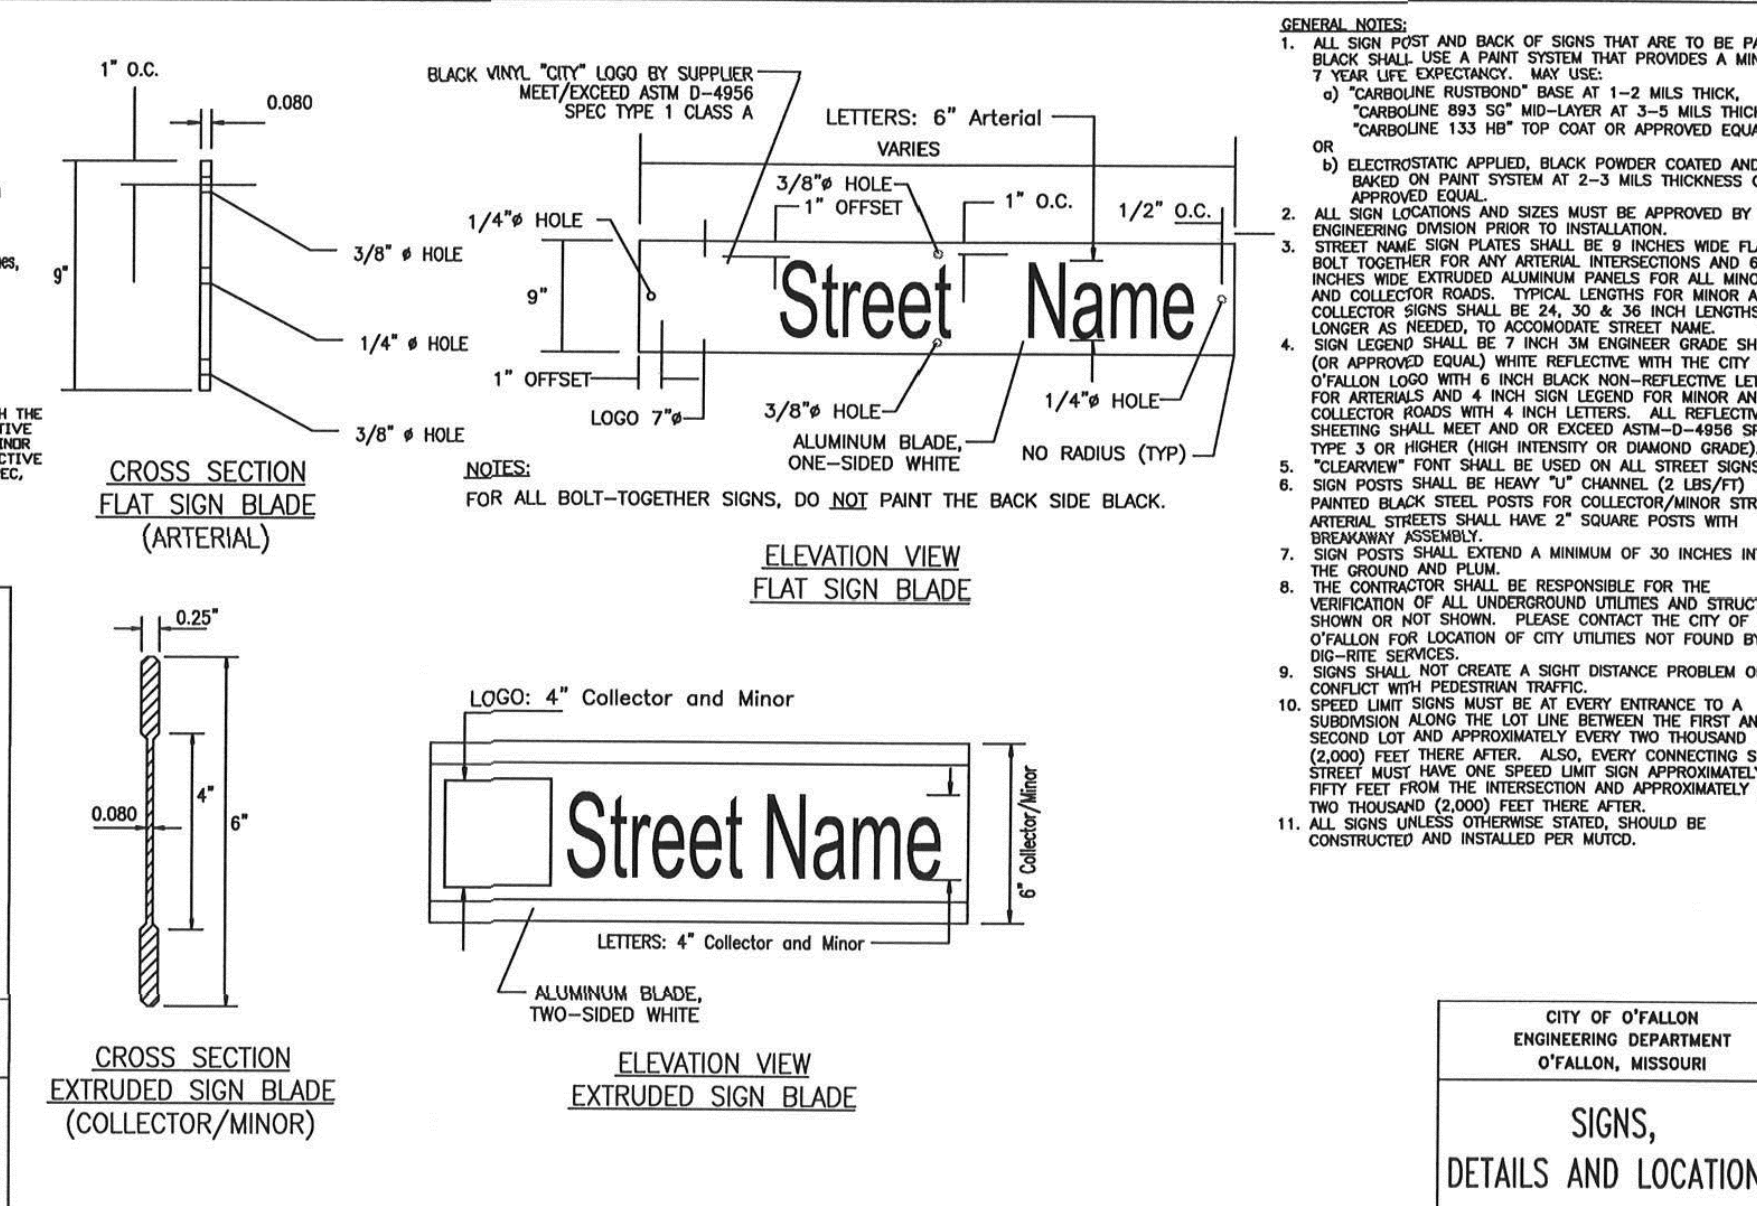 1" O.C.
0.080
9"
3/8" ø HOLE
1/4" ø HOLE
3/8" ø HOLE
CROSS SECTION
FLAT SIGN BLADE
(ARTERIAL)
H THE
TIVE
INOR
CTIVE
EC,
BLACK VINYL "CITY" LOGO BY SUPPLIER
MEET/EXCEED ASTM D-4956
SPEC TYPE 1 CLASS A
LETTERS: 6" Arterial
VARIES
3/8"ø HOLE
1" OFFSET
1" O.C.
1/2" O.C.
1/4"ø HOLE
9"
Street Name
1" OFFSET
LOGO 7"ø
3/8"ø HOLE
1/4"ø HOLE
ALUMINUM BLADE,
ONE-SIDED WHITE
NO RADIUS (TYP)
NOTES:
FOR ALL BOLT-TOGETHER SIGNS, DO NOT PAINT THE BACK SIDE BLACK.
ELEVATION VIEW
FLAT SIGN BLADE
0.25"
0.080
4"
6"
CROSS SECTION
EXTRUDED SIGN BLADE
(COLLECTOR/MINOR)
LOGO: 4" Collector and Minor
Street Name
6" Collector/Minor
LETTERS: 4" Collector and Minor
ALUMINUM BLADE,
TWO-SIDED WHITE
ELEVATION VIEW
EXTRUDED SIGN BLADE
GENERAL NOTES:
1. ALL SIGN POST AND BACK OF SIGNS THAT ARE TO BE PA
BLACK SHALL USE A PAINT SYSTEM THAT PROVIDES A MIN
7 YEAR LIFE EXPECTANCY. MAY USE:
a) "CARBOLINE RUSTBOND" BASE AT 1-2 MILS THICK,
"CARBOLINE 893 SG" MID-LAYER AT 3-5 MILS THIC
"CARBOLINE 133 HB" TOP COAT OR APPROVED EQUA
OR
b) ELECTROSTATIC APPLIED, BLACK POWDER COATED AND
BAKED ON PAINT SYSTEM AT 2-3 MILS THICKNESS O
APPROVED EQUAL.
2. ALL SIGN LOCATIONS AND SIZES MUST BE APPROVED BY
ENGINEERING DIVISION PRIOR TO INSTALLATION.
3. STREET NAME SIGN PLATES SHALL BE 9 INCHES WIDE FLA
BOLT TOGETHER FOR ANY ARTERIAL INTERSECTIONS AND 6
INCHES WIDE EXTRUDED ALUMINUM PANELS FOR ALL MINO
AND COLLECTOR ROADS. TYPICAL LENGTHS FOR MINOR A
COLLECTOR SIGNS SHALL BE 24, 30 & 36 INCH LENGTHS
LONGER AS NEEDED, TO ACCOMODATE STREET NAME.
4. SIGN LEGEND SHALL BE 7 INCH 3M ENGINEER GRADE SH
(OR APPROVED EQUAL) WHITE REFLECTIVE WITH THE CITY
O'FALLON LOGO WITH 6 INCH BLACK NON-REFLECTIVE LET
FOR ARTERIALS AND 4 INCH SIGN LEGEND FOR MINOR AN
COLLECTOR ROADS WITH 4 INCH LETTERS. ALL REFLECTIV
SHEETING SHALL MEET AND OR EXCEED ASTM-D-4956 SP
TYPE 3 OR HIGHER (HIGH INTENSITY OR DIAMOND GRADE).
5. "CLEARVIEW" FONT SHALL BE USED ON ALL STREET SIGNS
6. SIGN POSTS SHALL BE HEAVY "U" CHANNEL (2 LBS/FT)
PAINTED BLACK STEEL POSTS FOR COLLECTOR/MINOR STR
ARTERIAL STREETS SHALL HAVE 2" SQUARE POSTS WITH
BREAKAWAY ASSEMBLY.
7. SIGN POSTS SHALL EXTEND A MINIMUM OF 30 INCHES IN
THE GROUND AND PLUM.
8. THE CONTRACTOR SHALL BE RESPONSIBLE FOR THE
VERIFICATION OF ALL UNDERGROUND UTILITIES AND STRUCT
SHOWN OR NOT SHOWN. PLEASE CONTACT THE CITY OF
O'FALLON FOR LOCATION OF CITY UTILITIES NOT FOUND BY
DIG-RITE SERVICES.
9. SIGNS SHALL NOT CREATE A SIGHT DISTANCE PROBLEM O
CONFLICT WITH PEDESTRIAN TRAFFIC.
10. SPEED LIMIT SIGNS MUST BE AT EVERY ENTRANCE TO A
SUBDIVISION ALONG THE LOT LINE BETWEEN THE FIRST AN
SECOND LOT AND APPROXIMATELY EVERY TWO THOUSAND
(2,000) FEET THERE AFTER. ALSO, EVERY CONNECTING S
STREET MUST HAVE ONE SPEED LIMIT SIGN APPROXIMATELY
FIFTY FEET FROM THE INTERSECTION AND APPROXIMATELY
TWO THOUSAND (2,000) FEET THERE AFTER.
11. ALL SIGNS UNLESS OTHERWISE STATED, SHOULD BE
CONSTRUCTED AND INSTALLED PER MUTCD.
CITY OF O'FALLON
ENGINEERING DEPARTMENT
O'FALLON, MISSOURI
SIGNS,
DETAILS AND LOCATION